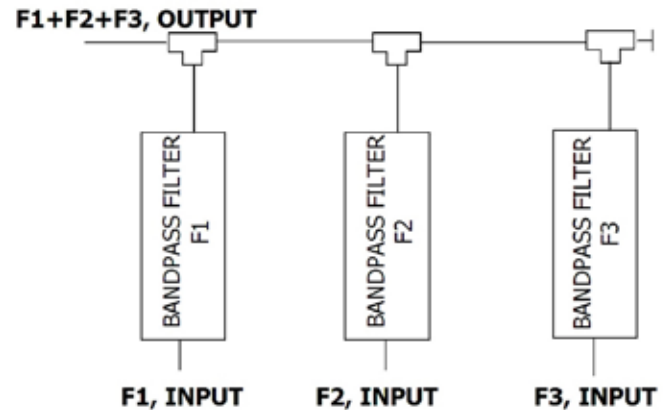 F1+F2+F3, OUTPUT
BANDPASS FILTER
F1
BANDPASS FILTER
F2
BANDPASS FILTER
F3
F1, INPUT
F2, INPUT
F3, INPUT